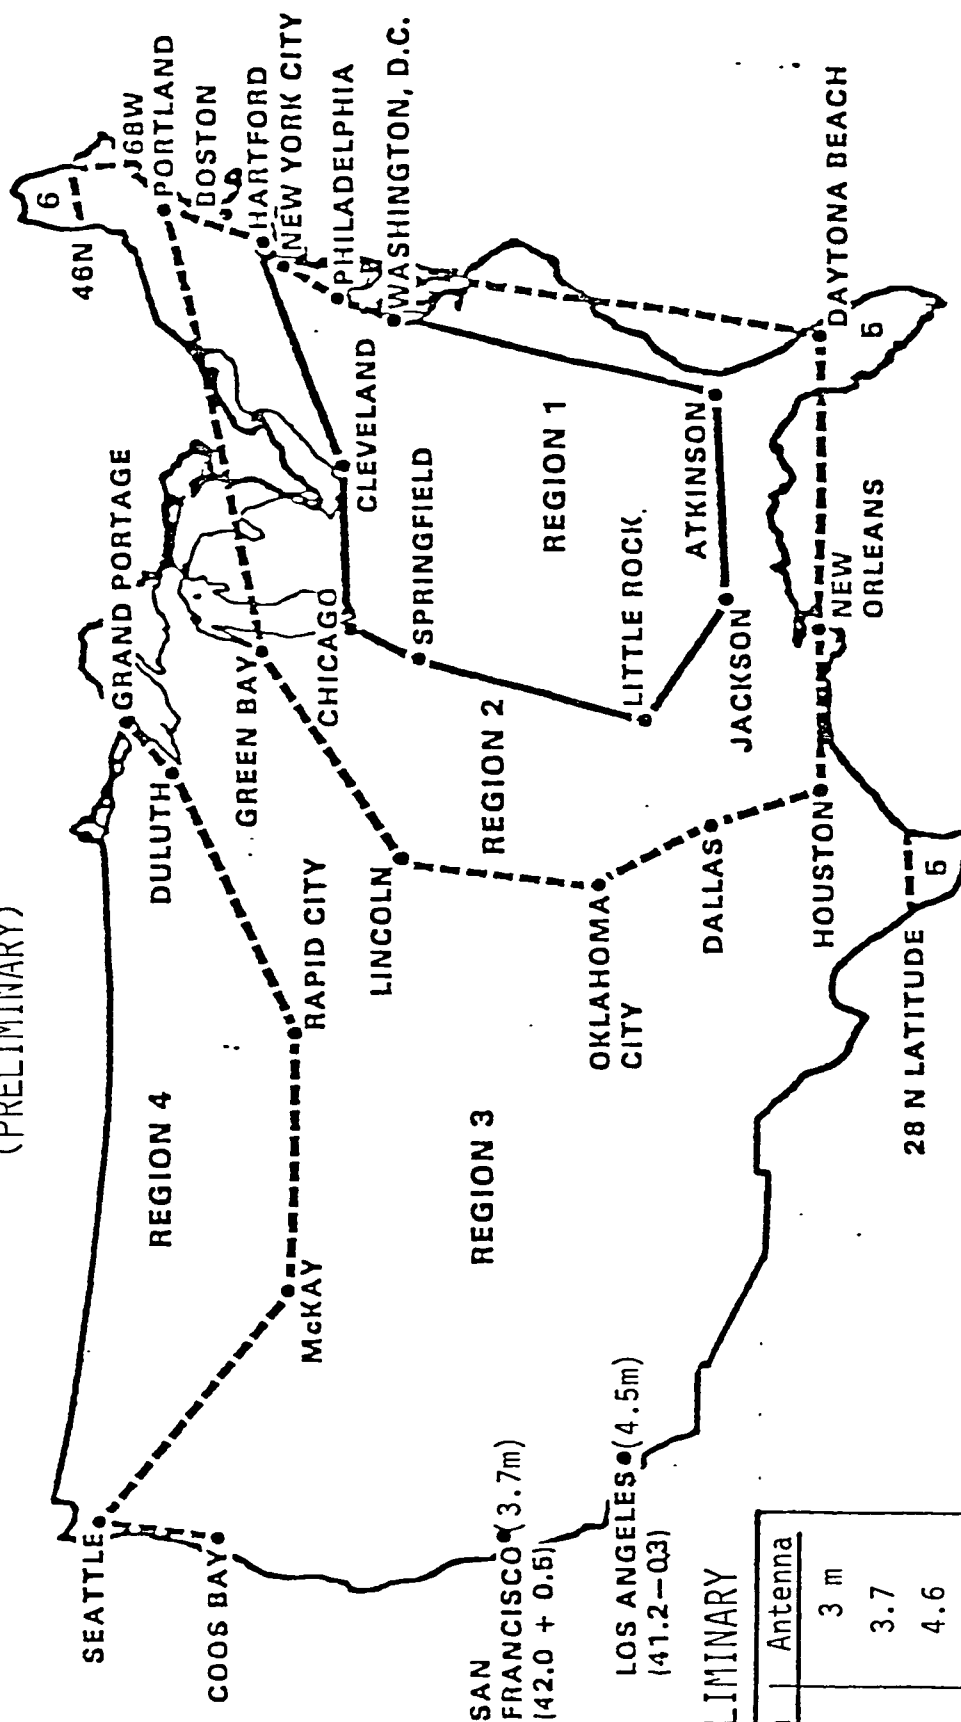 (PRELIMINARY)
SEATTLE
COOS BAY
SAN
FRANCISCO (3.7m)
(42.0 + 0.5)
LOS ANGELES (4.5m)
(41.2-0.3)
McKAY
REGION 4
REGION 3
RAPID CITY
DULUTH
GRAND PORTAGE
GREEN BAY
LINCOLN
OKLAHOMA
CITY
DALLAS
HOUSTON
28 N LATITUDE
5
REGION 2
CHICAGO
SPRINGFIELD
LITTLE ROCK
JACKSON
NEW
ORLEANS
CLEVELAND
REGION 1
ATKINSON
DAYTONA BEACH
5
46N
6
68W
PORTLAND
BOSTON
HARTFORD
NEW YORK CITY
PHILADELPHIA
WASHINGTON, D.C.
LIMINARY
Antenna
3 m
3.7
4.6